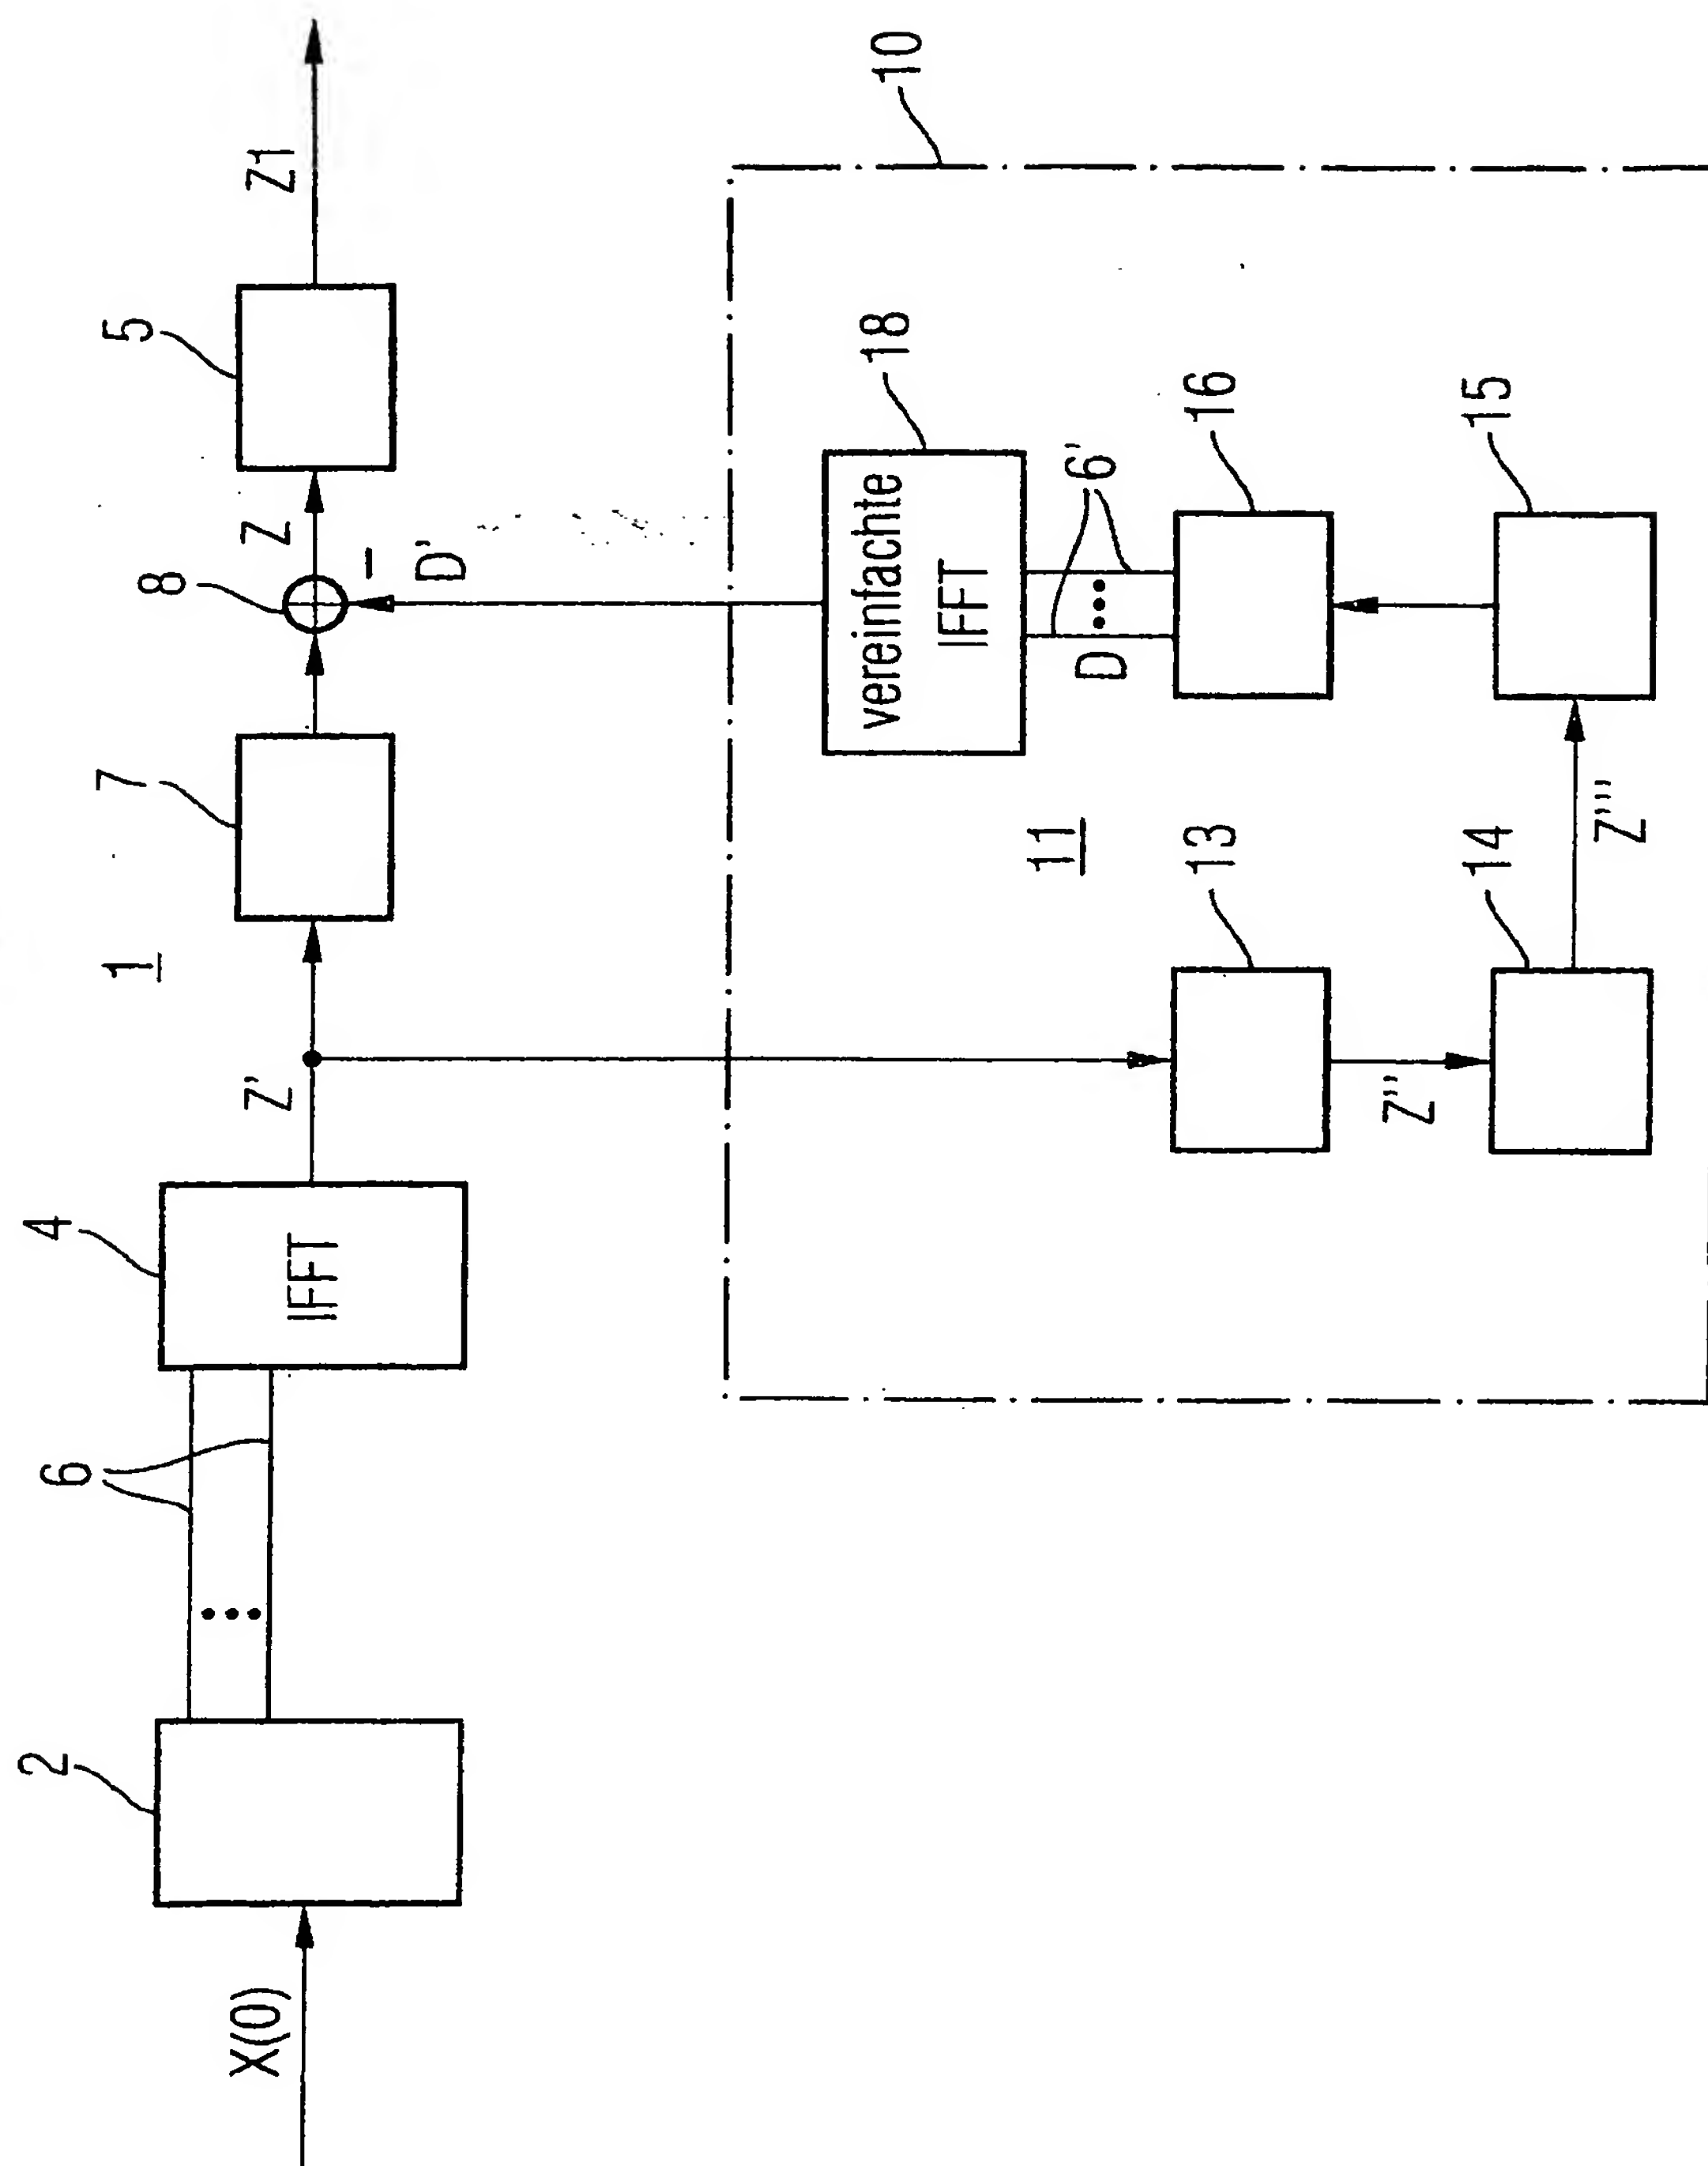 X(0)
2
6
4
IFFT
Z'
1
7
8
Z
5
Z1
–
D'
10
18
vereinfachte
IFFT
6'
D
16
15
11
13
Z''
14
Z'''